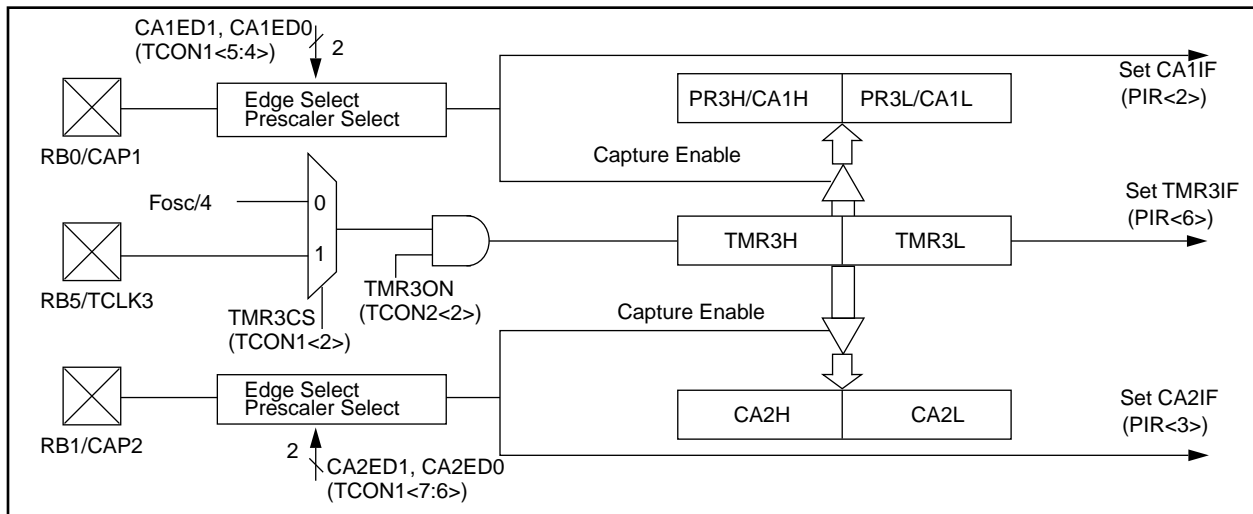 CA1ED1, CA1ED0
(TCON1<5:4>)
2
Edge Select
Prescaler Select
RB0/CAP1
PR3H/CA1H
PR3L/CA1L
Set CA1IF
(PIR<2>)
Capture Enable
Fosc/4
0
1
RB5/TCLK3
TMR3CS
(TCON1<2>)
TMR3ON
(TCON2<2>)
TMR3H
TMR3L
Set TMR3IF
(PIR<6>)
Capture Enable
Edge Select
Prescaler Select
RB1/CAP2
CA2H
CA2L
Set CA2IF
(PIR<3>)
2
CA2ED1, CA2ED0
(TCON1<7:6>)